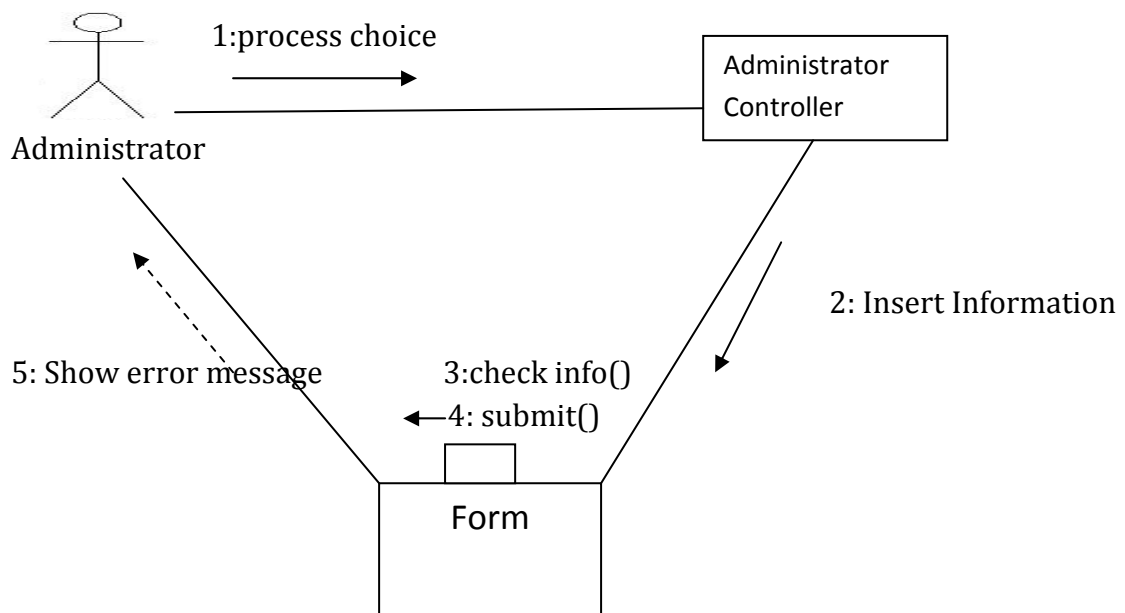 1:process choice
Administrator
Controller
Administrator
2: Insert Information
5: Show error message
3:check info()
4: submit()
Form